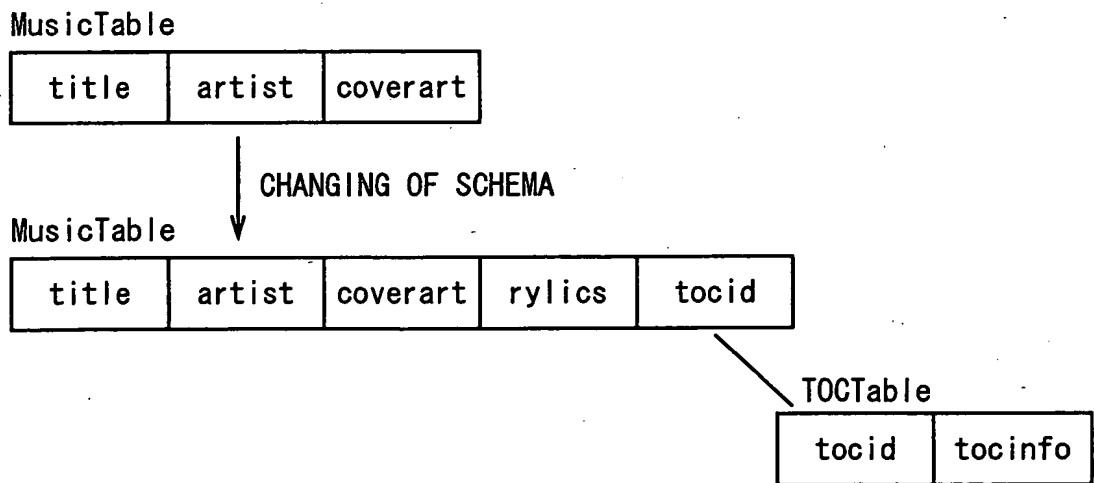 MusicTable
title artist coverart
CHANGING OF SCHEMA
MusicTable
title artist coverart rylics tocid
TOCTable
tocid tocinfo